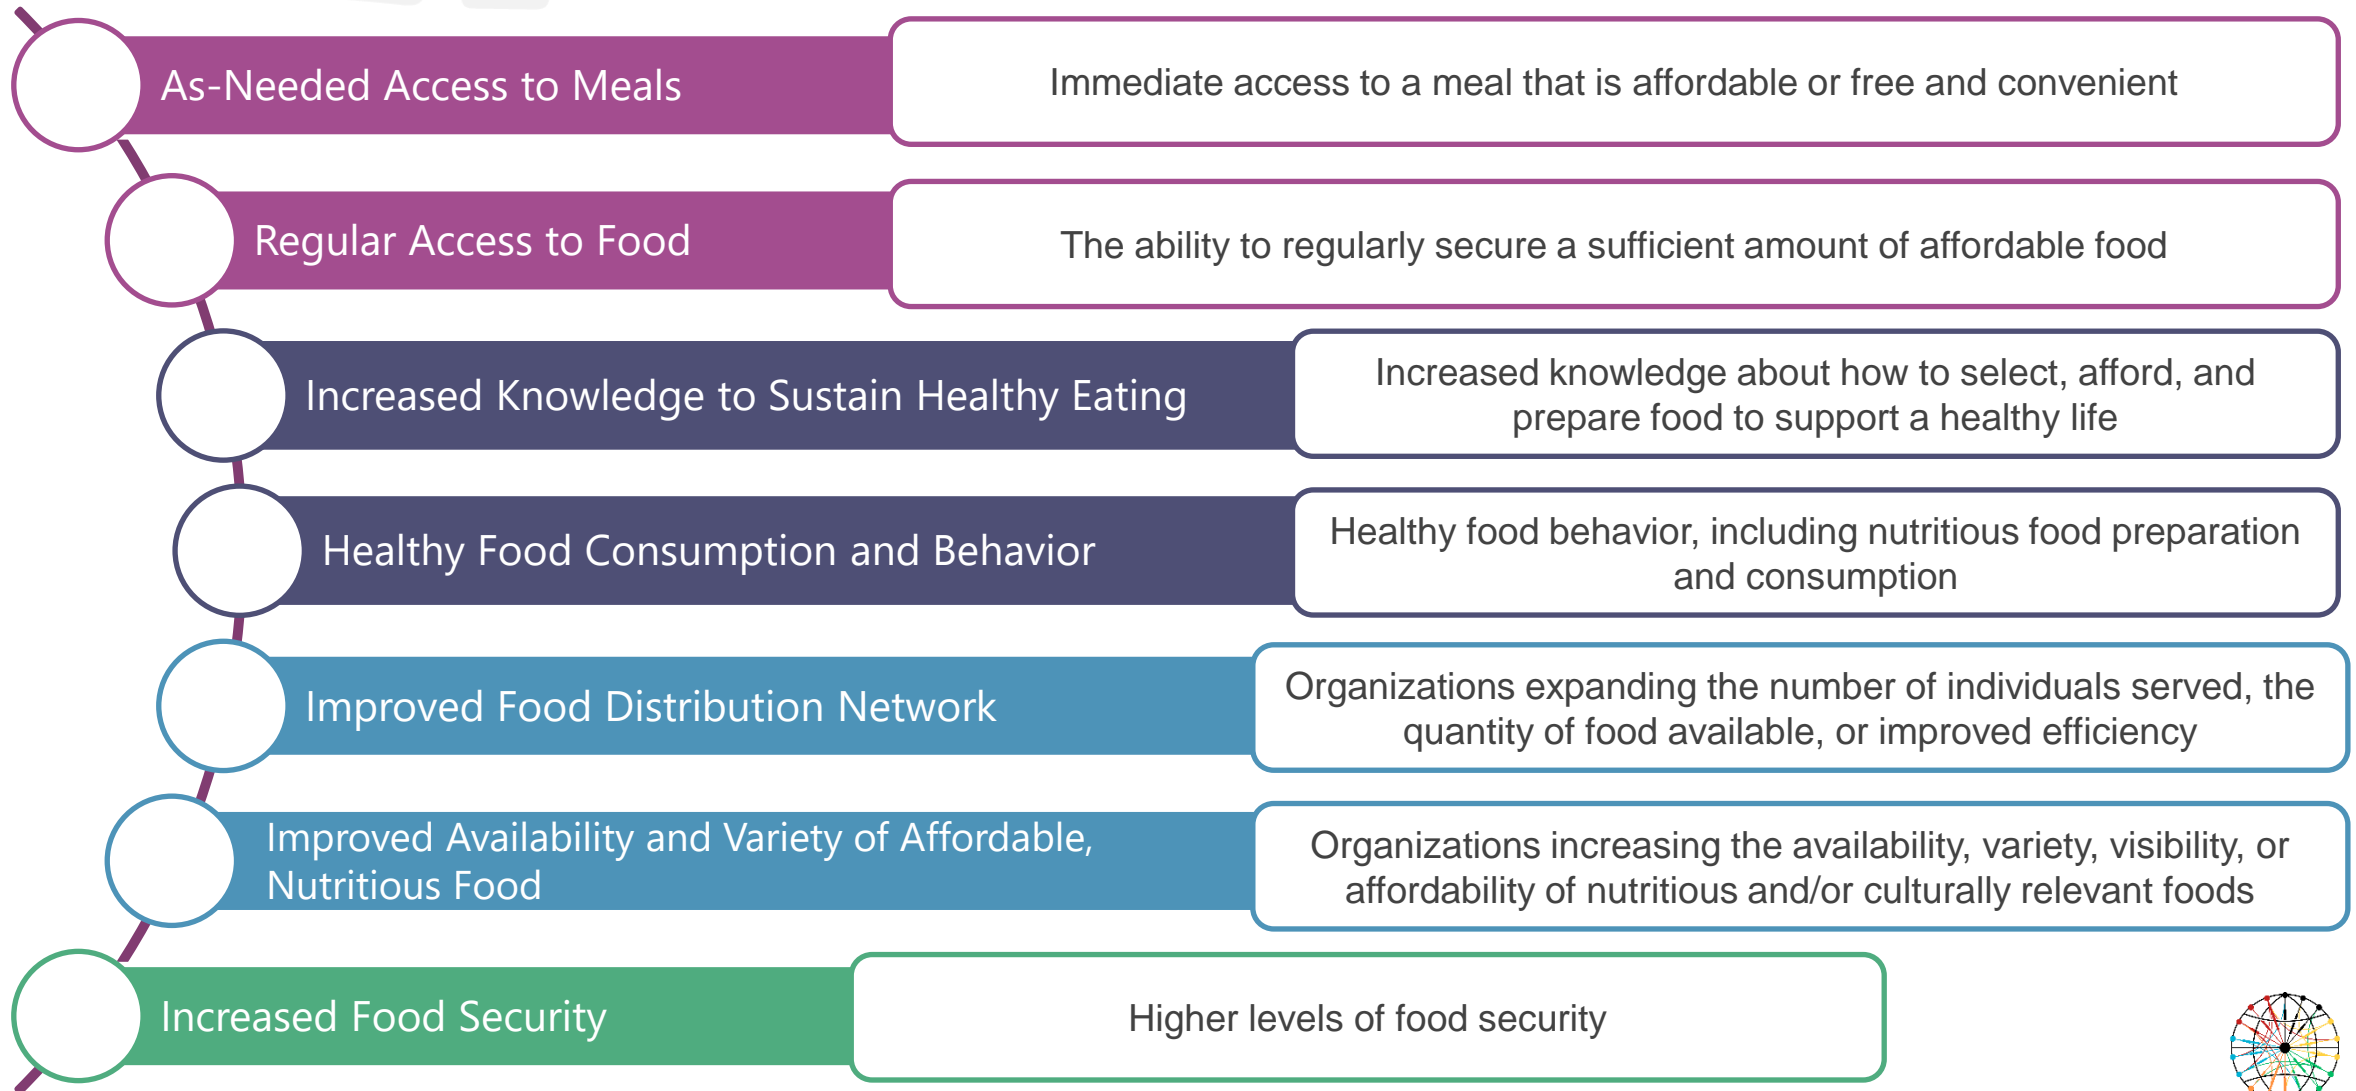 As-Needed Access to Meals
Immediate access to a meal that is affordable or free and convenient
Regular Access to Food
The ability to regularly secure a sufficient amount of affordable food
Increased Knowledge to Sustain Healthy Eating
Increased knowledge about how to select, afford, and
prepare food to support a healthy life
Healthy Food Consumption and Behavior
Healthy food behavior, including nutritious food preparation
and consumption
Improved Food Distribution Network
Organizations expanding the number of individuals served, the
quantity of food available, or improved efficiency
Improved Availability and Variety of Affordable,
Nutritious Food
Organizations increasing the availability, variety, visibility, or
affordability of nutritious and/or culturally relevant foods
Increased Food Security
Higher levels of food security